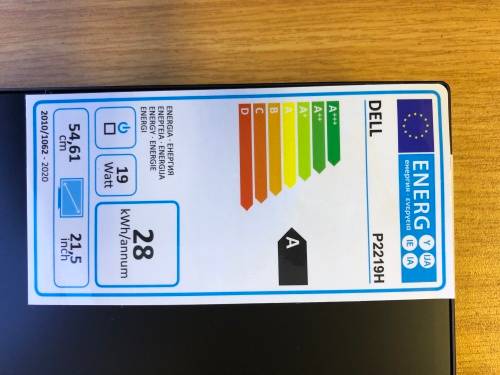 ENERG
Y IJA
IE IA
енергия · ενεργεια
DELL
P2219H
A+++
A++
A+
A
B
C
D
A
ENERGIA · ЕНЕРГИЯ
ΕΝΕΡΓΕΙΑ · ENERGIJA
ENERGY · ENERGIE
ENERGI
19
Watt
28
kWh/annum
54,61
cm
21,5
inch
2010/1062 - 2020